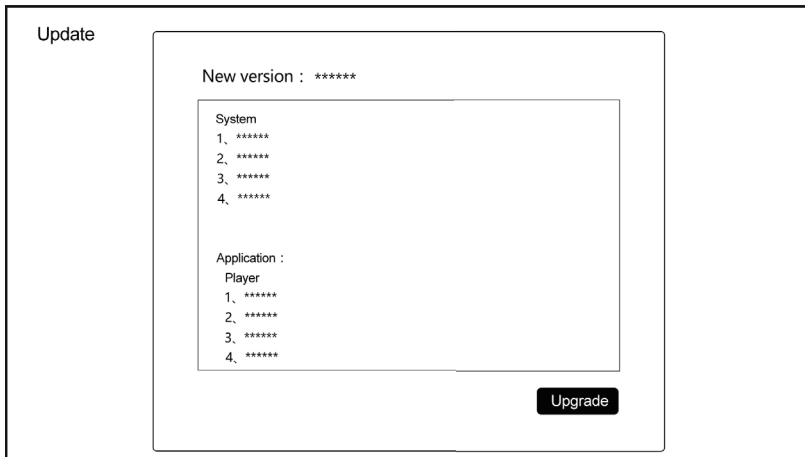 Update
New version： ******
System
1、******
2、******
3、******
4、******
Application：
Player
1、******
2、******
3、******
4、******
Upgrade